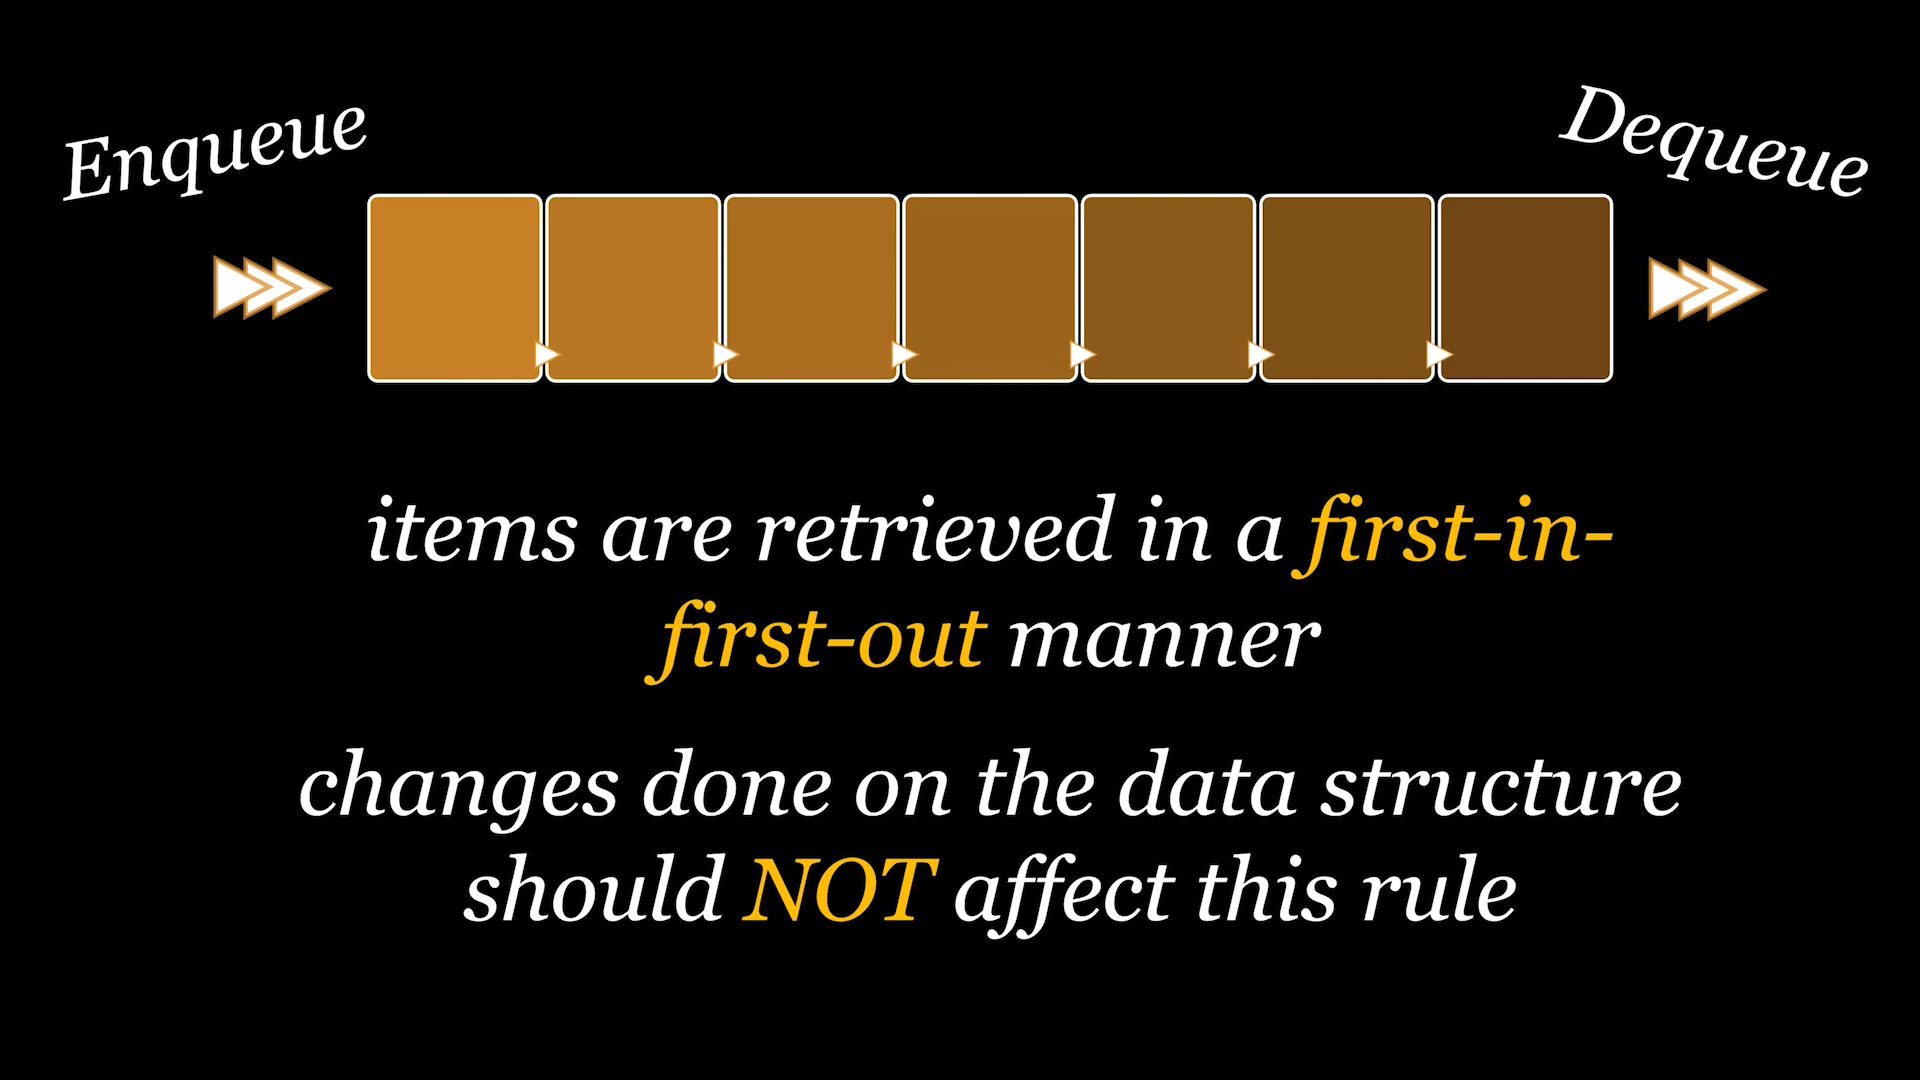 Enqueue
Dequeue
items are retrieved in a first-in-
first-out manner
changes done on the data structure
should NOT affect this rule